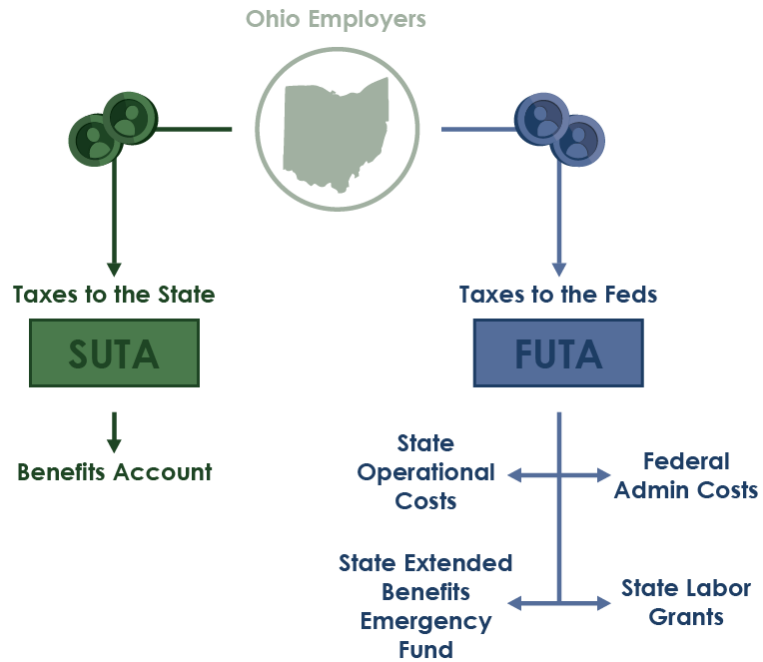 Ohio Employers
Taxes to the State
SUTA
Benefits Account
Taxes to the Feds
FUTA
State
Operational
Costs
Federal
Admin Costs
State Extended
Benefits
Emergency
Fund
State Labor
Grants